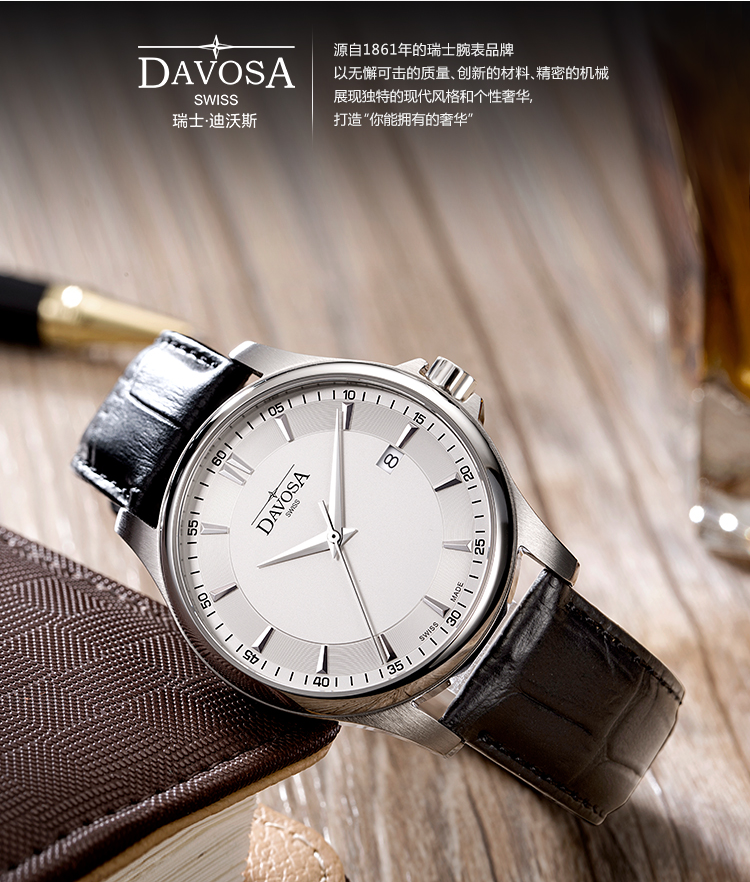 DAVOSA
SWISS
瑞士·迪沃斯
源自1861年的瑞士腕表品牌
以无懈可击的质量、创新的材料、精密的机械
展现独特的现代风格和个性奢华,
打造“你能拥有的奢华”
60
05
10
15
20
25
30
35
40
45
50
55
8
DAVOSA
SWISS
SWISS MADE